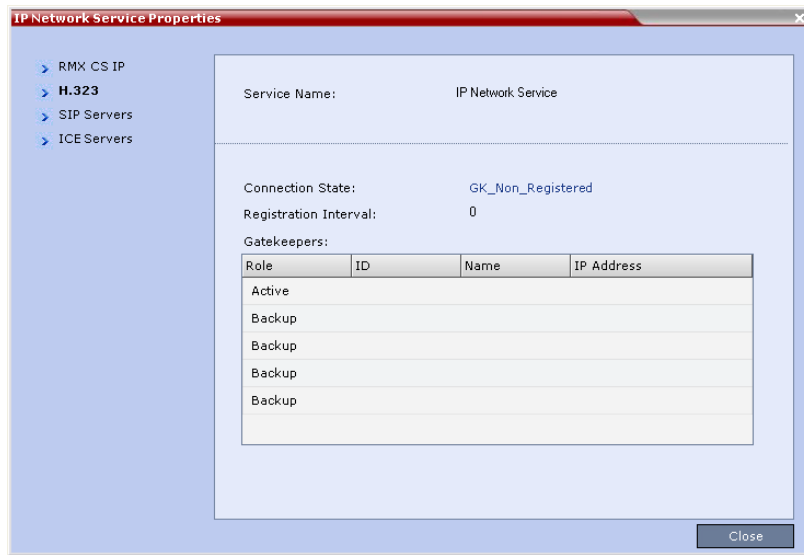 IP Network Service Properties
RMX CS IP
H.323
SIP Servers
ICE Servers
Service Name: IP Network Service
Connection State: GK_Non_Registered
Registration Interval: 0
Gatekeepers:
Role ID Name IP Address
Active
Backup
Backup
Backup
Backup
Close